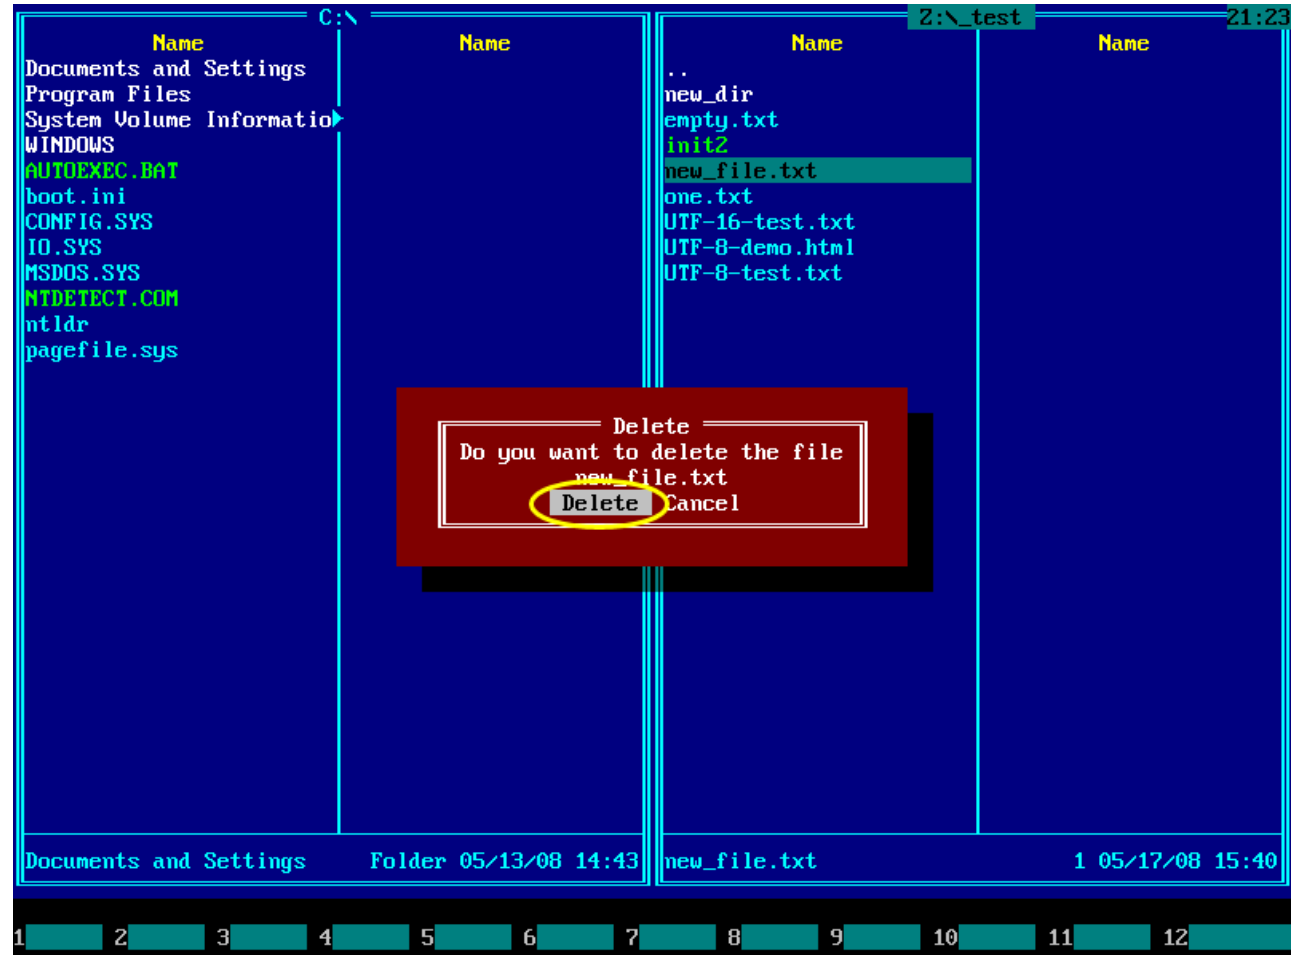 C:\
Name
Name
Documents and Settings
Program Files
System Volume Informatio
WINDOWS
AUTOEXEC.BAT
boot.ini
CONFIG.SYS
IO.SYS
MSDOS.SYS
NTDETECT.COM
ntldr
pagefile.sys
Documents and Settings Folder 05/13/08 14:43
Z:\_test 21:23
Name
Name
..
new_dir
empty.txt
init2
new_file.txt
one.txt
UTF-16-test.txt
UTF-8-demo.html
UTF-8-test.txt
new_file.txt 1 05/17/08 15:40
Delete
Do you want to delete the file
new_file.txt
Delete Cancel
1 2 3 4 5 6 7 8 9 10 11 12